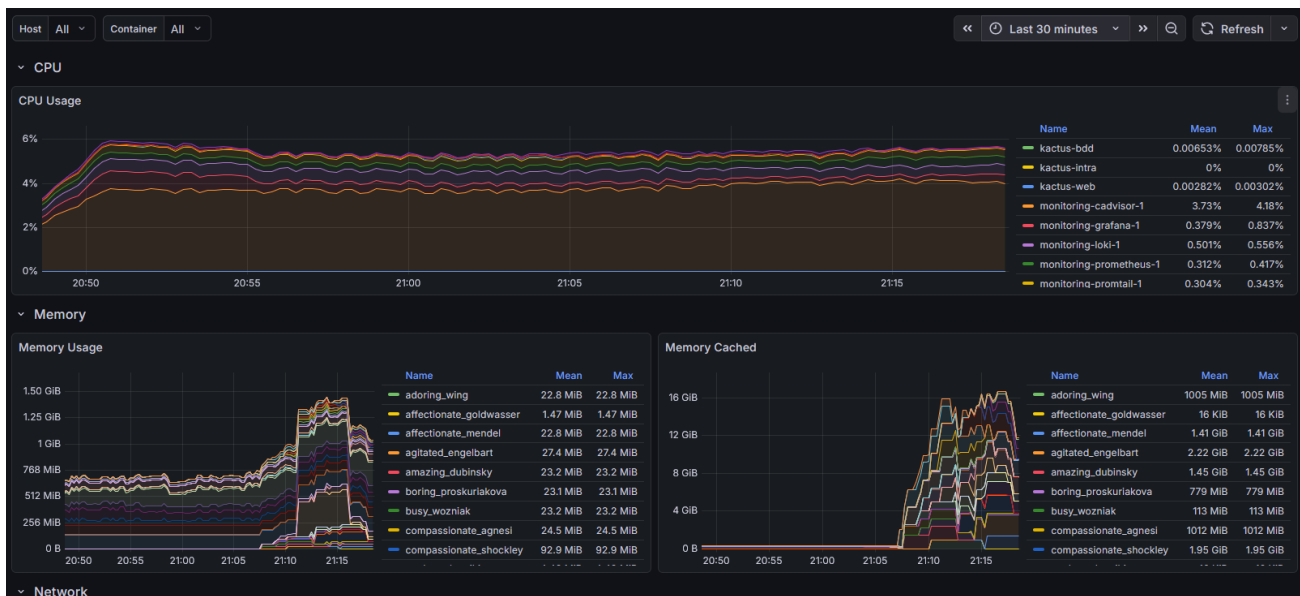 Host All Container All Last 30 minutes Refresh
CPU
CPU Usage
Name Mean Max
6%
kactus-bdd 0.00653% 0.00785%
kactus-intra 0% 0%
4%
kactus-web 0.00282% 0.00302%
monitoring-cadvisor-1 3.73% 4.18%
2%
monitoring-grafana-1 0.379% 0.837%
monitoring-loki-1 0.501% 0.556%
0%
monitoring-prometheus-1 0.312% 0.417%
20:50 20:55 21:00 21:05 21:10 21:15
monitoring-promtail-1 0.304% 0.343%
Memory
Memory Usage
Name Mean Max
1.50 GiB
adoring_wing 22.8 MiB 22.8 MiB
1.25 GiB
affectionate_goldwasser 1.47 MiB 1.47 MiB
affectionate_mendel 22.8 MiB 22.8 MiB
1 GiB
agitated_engelbart 27.4 MiB 27.4 MiB
768 MiB
amazing_dubinsky 23.2 MiB 23.2 MiB
512 MiB
boring_proskuriakova 23.1 MiB 23.1 MiB
busy_wozniak 23.2 MiB 23.2 MiB
256 MiB
compassionate_agnesi 24.5 MiB 24.5 MiB
0 B
compassionate_shockley 92.9 MiB 92.9 MiB
20:50 20:55 21:00 21:05 21:10 21:15
Memory Cached
Name Mean Max
16 GiB
adoring_wing 1005 MiB 1005 MiB
affectionate_goldwasser 16 KiB 16 KiB
12 GiB
affectionate_mendel 1.41 GiB 1.41 GiB
agitated_engelbart 2.22 GiB 2.22 GiB
8 GiB
amazing_dubinsky 1.45 GiB 1.45 GiB
boring_proskuriakova 779 MiB 779 MiB
4 GiB
busy_wozniak 113 MiB 113 MiB
compassionate_agnesi 1012 MiB 1012 MiB
0 B
compassionate_shockley 1.95 GiB 1.95 GiB
20:50 20:55 21:00 21:05 21:10 21:15
Network